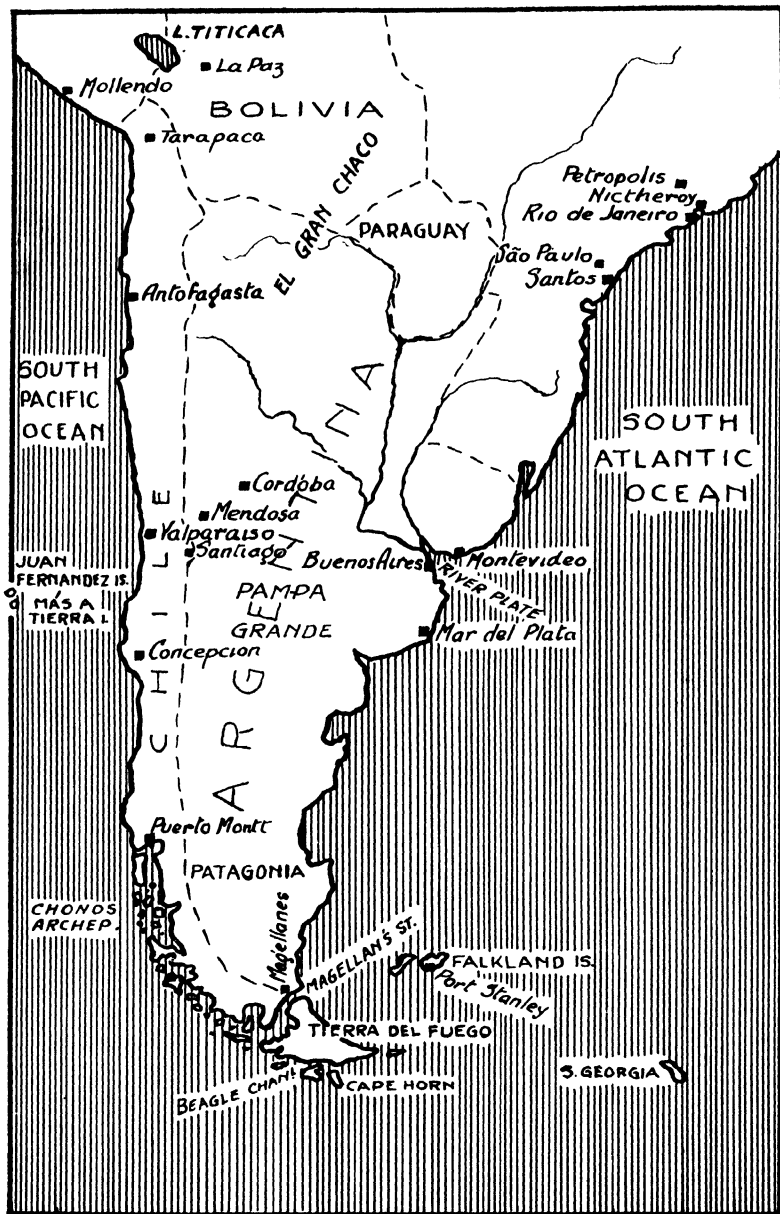 L. TITICACA
La Paz
Mollendo
BOLIVIA
Tarapaca
EL GRAN CHACO
PARAGUAY
Petropolis
Nictheroy
Rio de Janeiro
São Paulo
Santos
Antofagasta
SOUTH
PACIFIC
OCEAN
SOUTH
ATLANTIC
OCEAN
Cordoba
Mendosa
Valparaiso
Santiago
CHILE
ARGENTINA
Buenos Aires
Montevideo
RIVER PLATE
JUAN
FERNANDEZ IS.
MÁS A
TIERRA I.
PAMPA
GRANDE
Mar del Plata
Concepcion
Puerto Montt
PATAGONIA
CHONOS
ARCHEP.
Magellanes
MAGELLAN'S ST.
FALKLAND IS.
Port Stanley
TIERRA DEL FUEGO
BEAGLE CHANL
CAPE HORN
S. GEORGIA